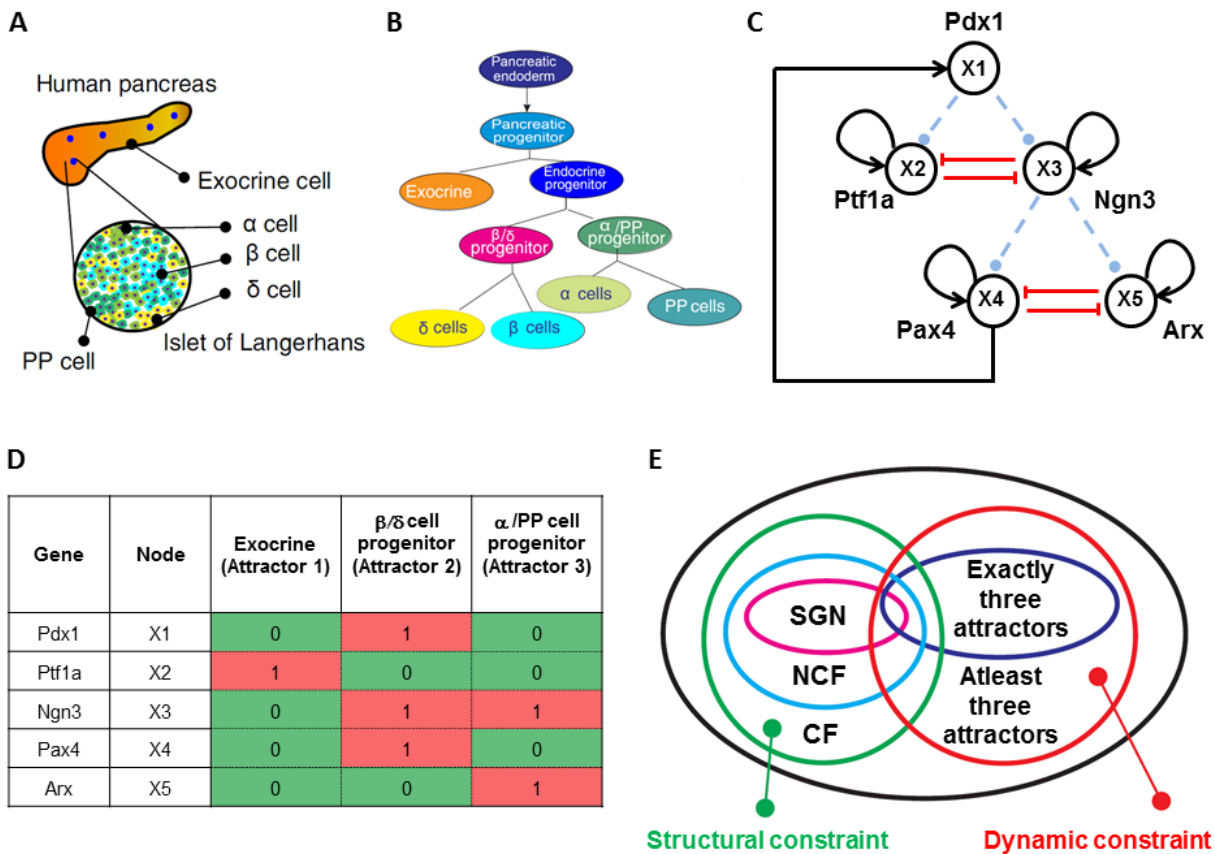 A
Human pancreas
Exocrine cell
α cell
β cell
δ cell
Islet of Langerhans
PP cell
B
Pancreatic
endoderm
Pancreatic
progenitor
Exocrine
Endocrine
progenitor
β/δ
progenitor
α /PP
progenitor
α cells
PP cells
δ cells
β cells
C
Pdx1
X1
X2
X3
Ptf1a
Ngn3
X4
X5
Pax4
Arx
D
Gene Node Exocrine (Attractor 1) β/δ cell progenitor (Attractor 2) α /PP cell progenitor (Attractor 3)
Pdx1 X1 0 1 0
Ptf1a X2 1 0 0
Ngn3 X3 0 1 1
Pax4 X4 0 1 0
Arx X5 0 0 1
E
SGN
NCF
CF
Exactly
three
attractors
Atleast
three
attractors
Structural constraint
Dynamic constraint